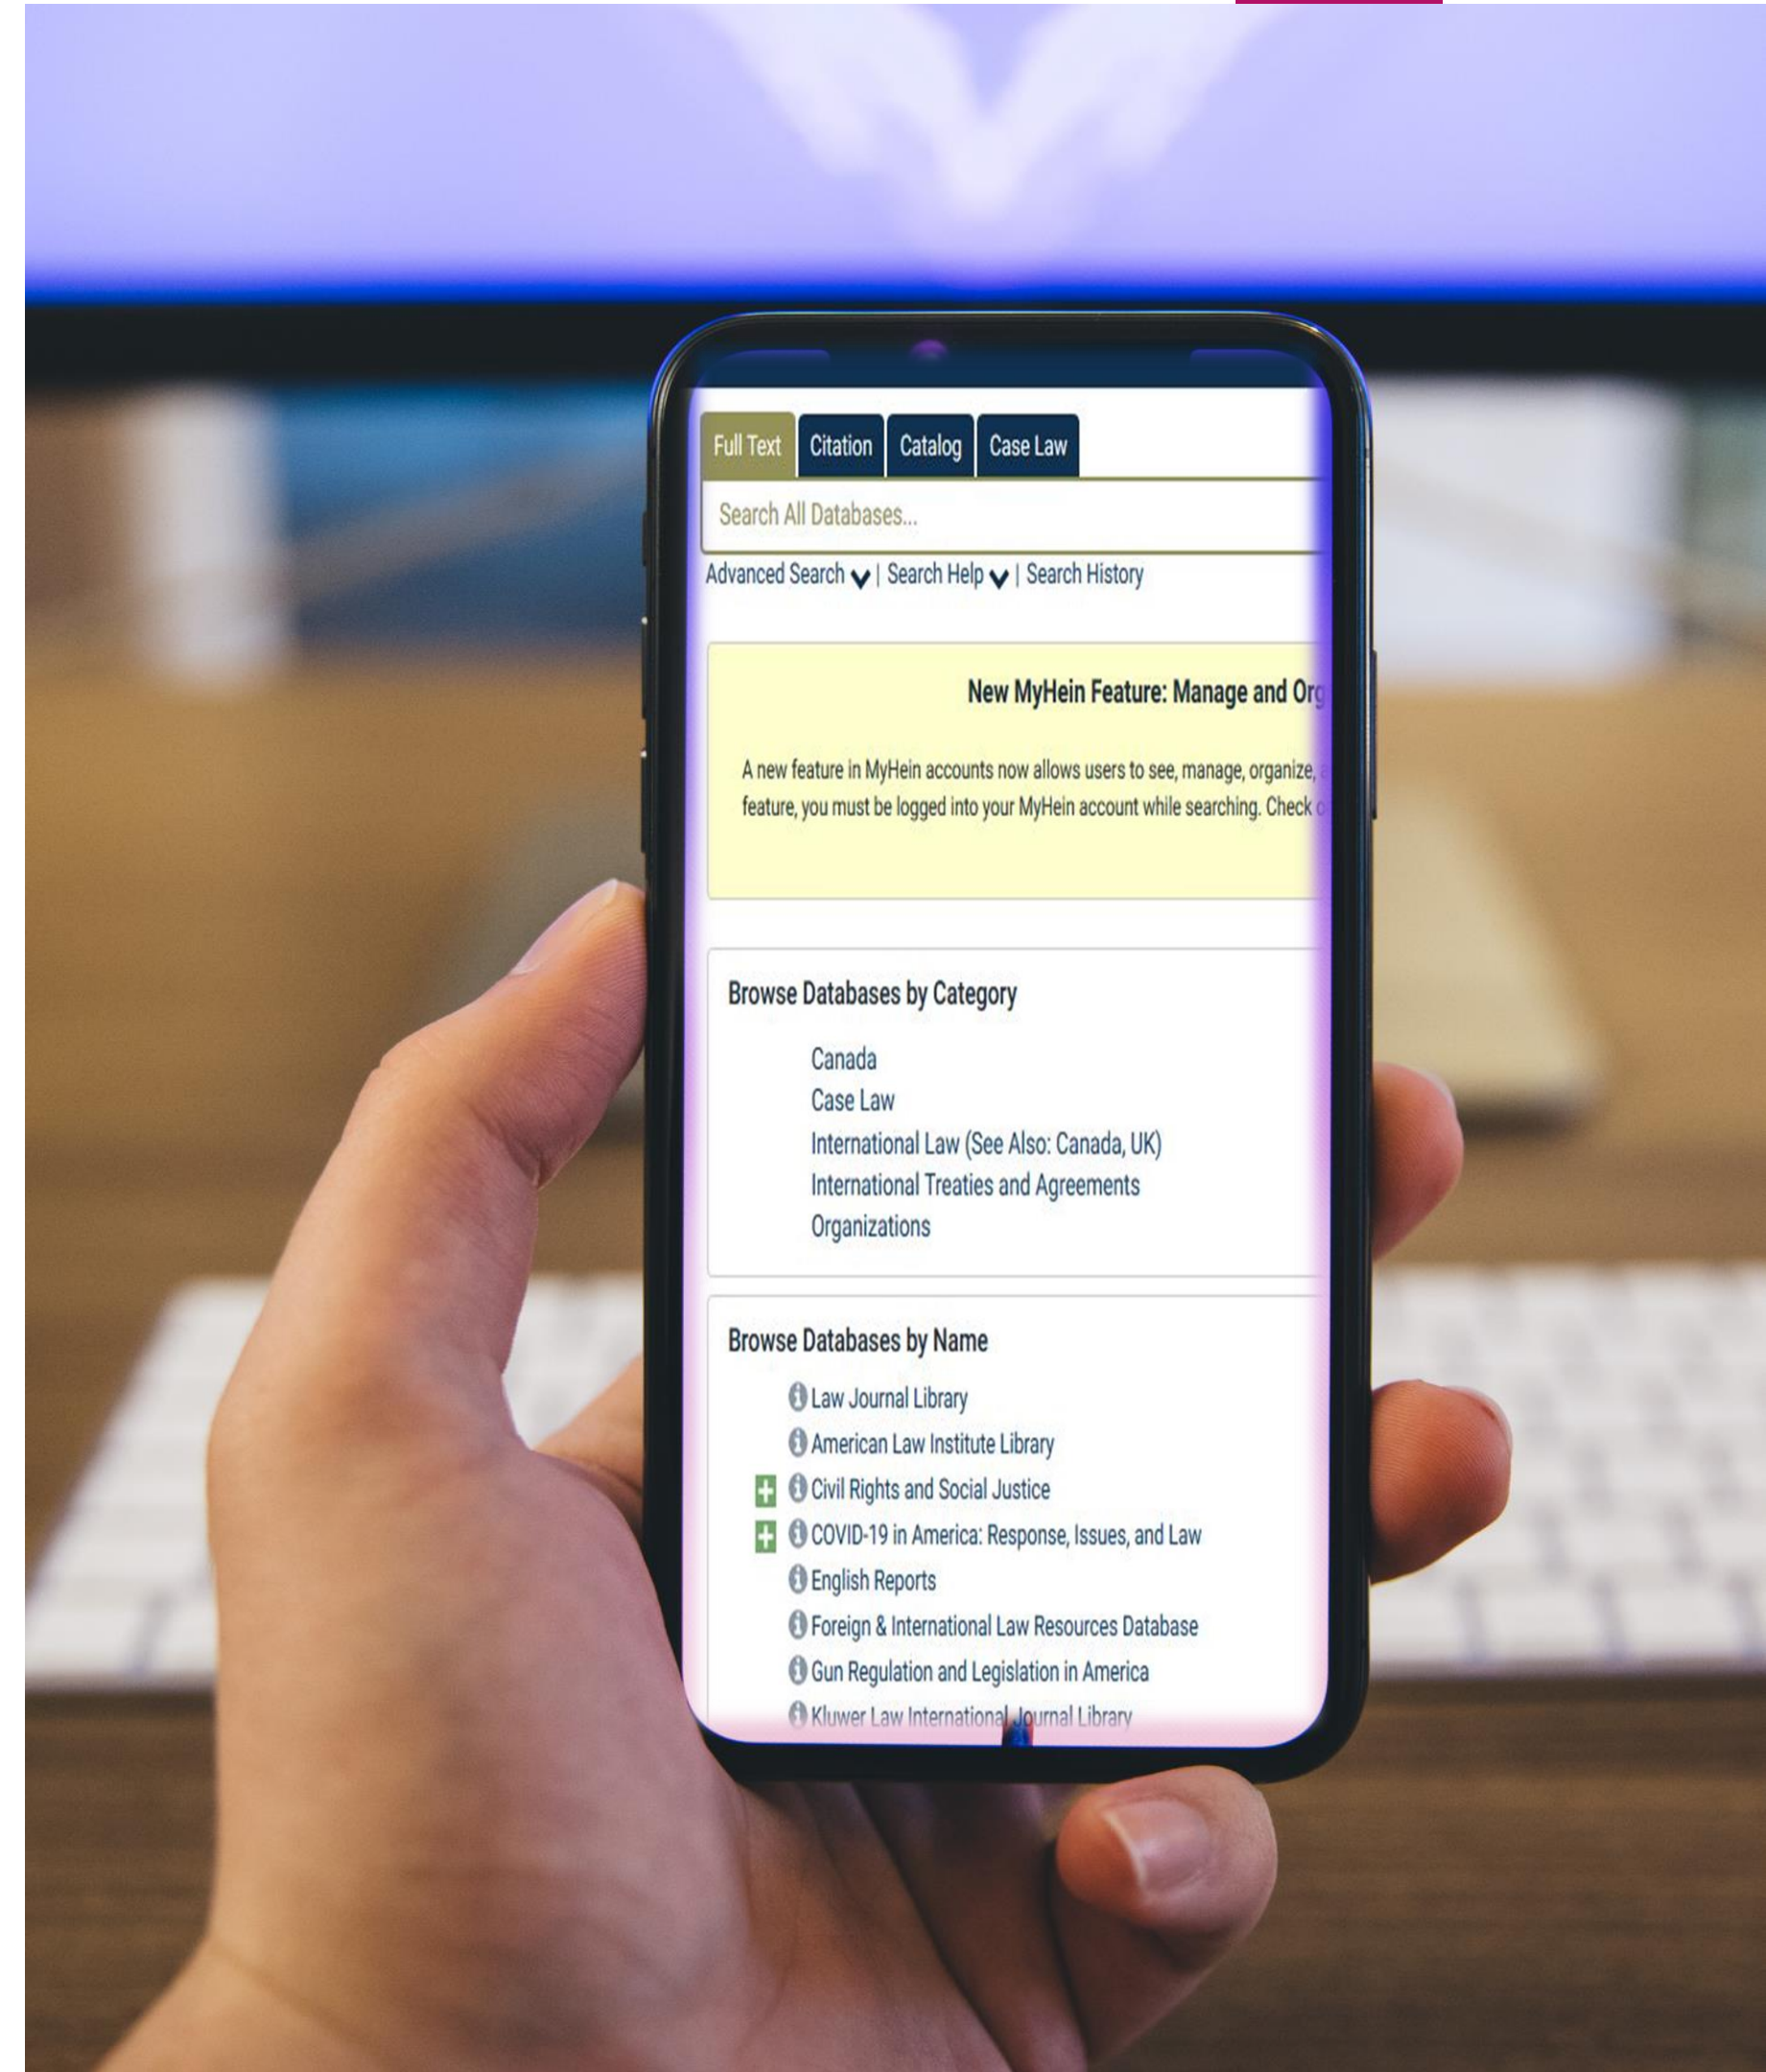 Full Text Citation Catalog Case Law
Search All Databases...
Advanced Search | Search Help | Search History
New MyHein Feature: Manage and Org
A new feature in MyHein accounts now allows users to see, manage, organize,
feature, you must be logged into your MyHein account while searching. Check
Browse Databases by Category
Canada
Case Law
International Law (See Also: Canada, UK)
International Treaties and Agreements
Organizations
Browse Databases by Name
Law Journal Library
American Law Institute Library
Civil Rights and Social Justice
COVID-19 in America: Response, Issues, and Law
English Reports
Foreign & International Law Resources Database
Gun Regulation and Legislation in America
Kluwer Law International Journal Library